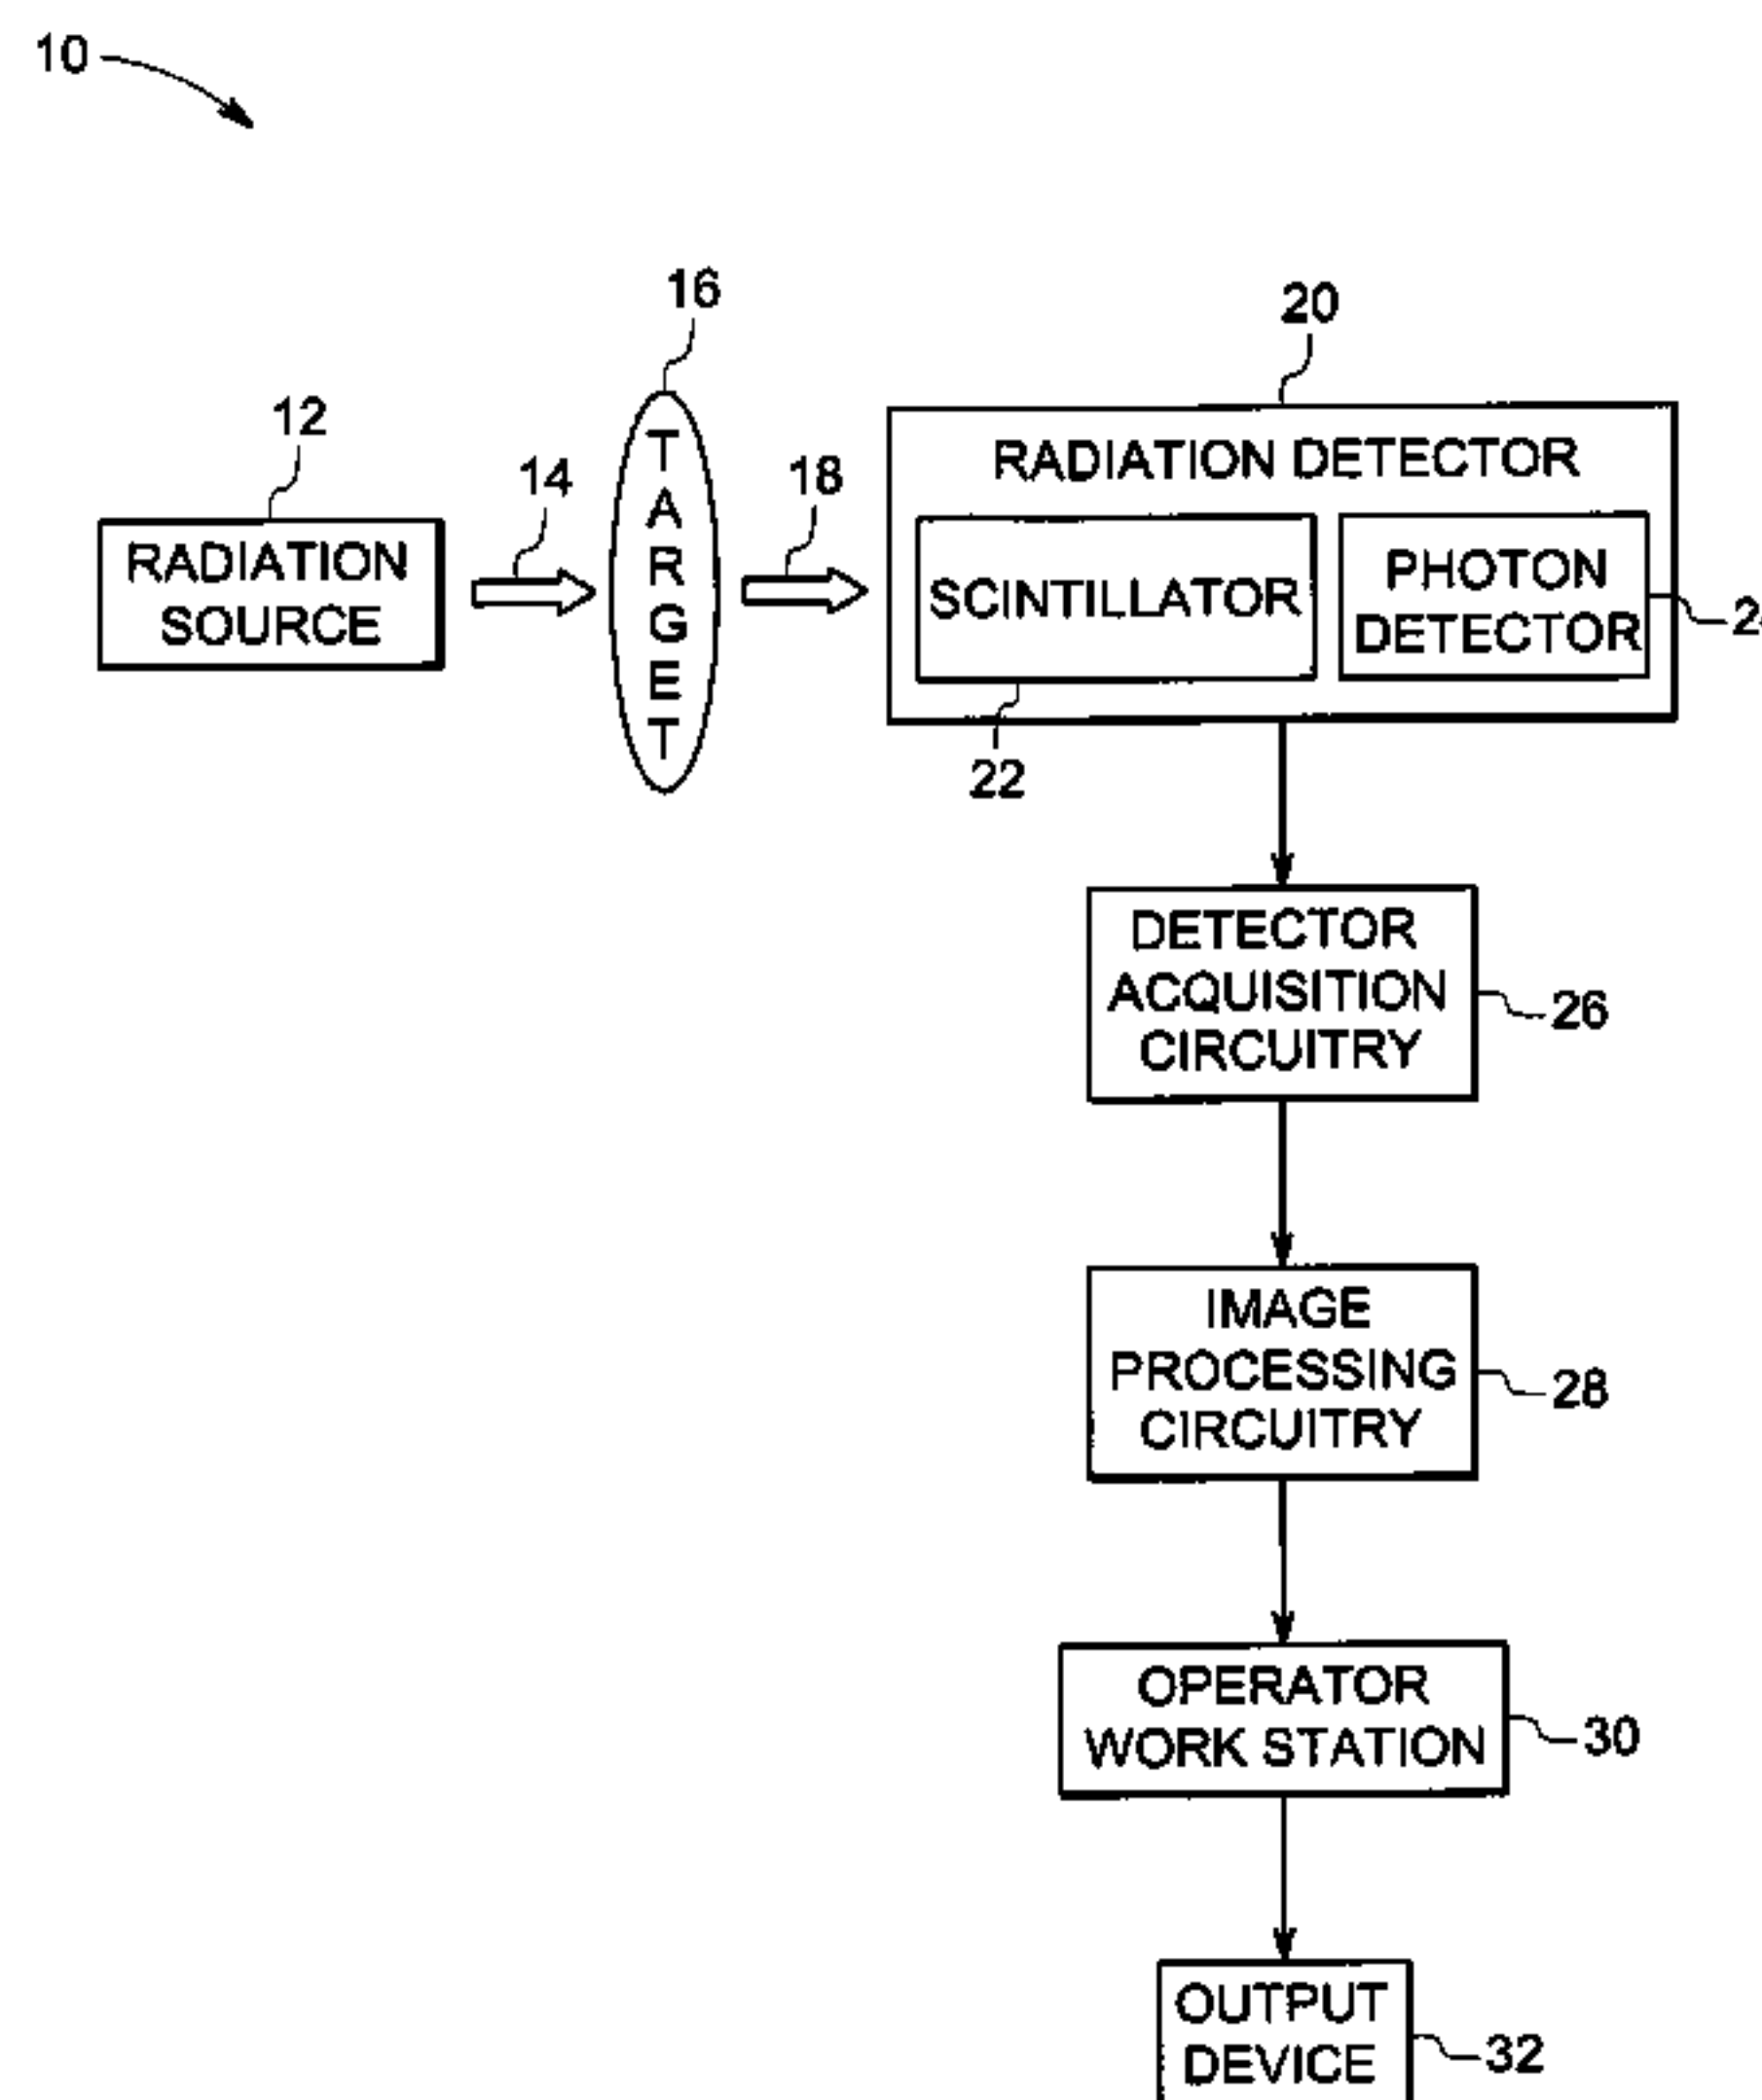 10
16
20
12
14
18
RADIATION DETECTOR
RADIATION
SOURCE
TARGET
SCINTILLATOR
PHOTON
DETECTOR
22
DETECTOR
ACQUISITION
CIRCUITRY
26
IMAGE
PROCESSING
CIRCUITRY
28
OPERATOR
WORK STATION
30
OUTPUT
DEVICE
32